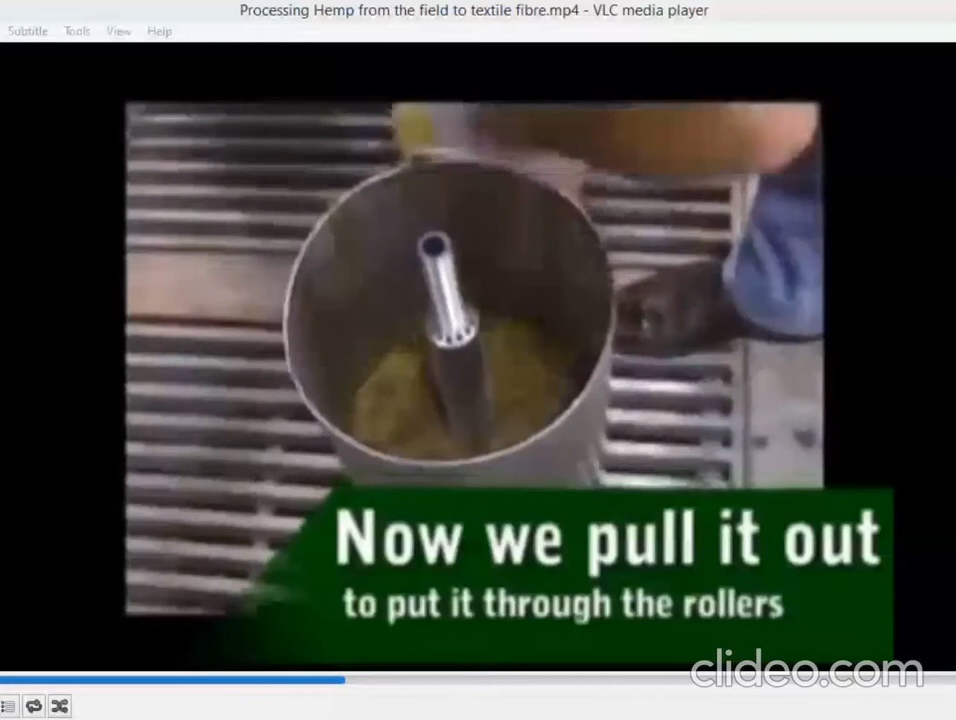 Processing Hemp from the field to textile fibre.mp4 - VLC media player
Subtitle Tools View Help
Now we pull it out
to put it through the rollers
clideo.com